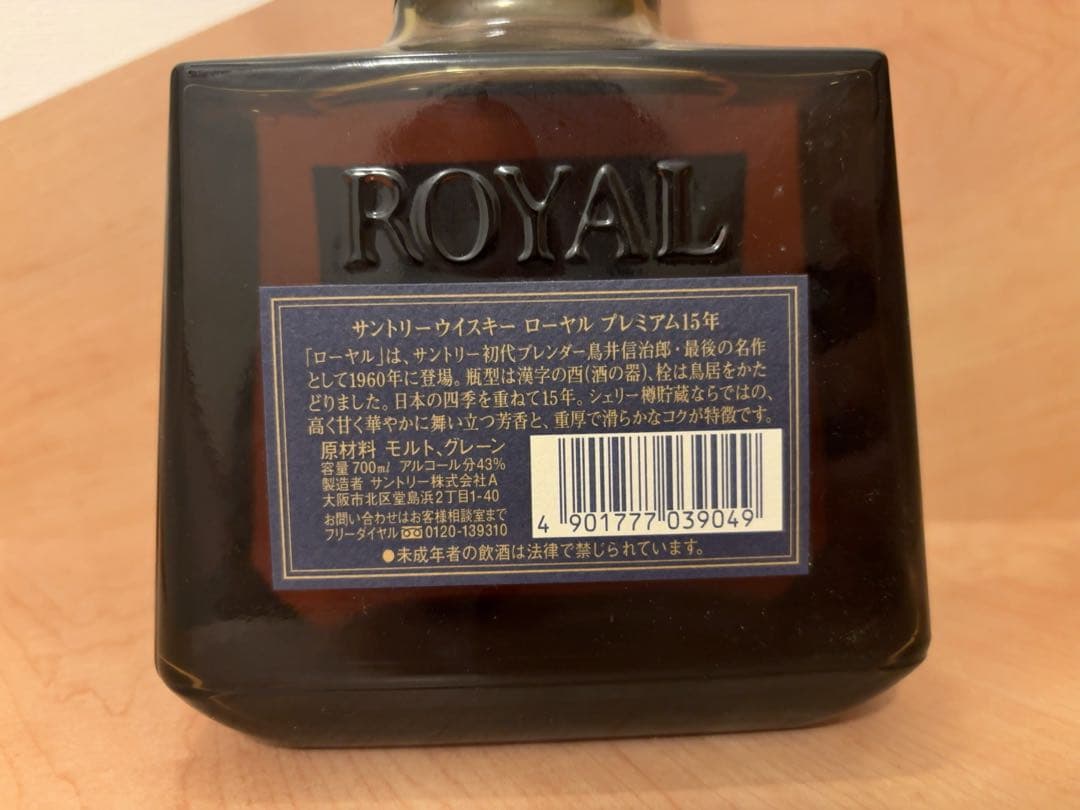 ROYAL
サントリーウイスキー ローヤル プレミアム15年
「ローヤル」は、サントリー初代ブレンダー鳥井信治郎・最後の名作
として1960年に登場。瓶型は漢字の酉(酒の器)、栓は鳥居をかた
どりました。日本の四季を重ねて15年。シェリー樽貯蔵ならではの、
高く甘く華やかに舞い立つ芳香と、重厚で滑らかなコクが特徴です。
原材料 モルト、グレーン
容量 700ml アルコール分43%
製造者 サントリー株式会社A
大阪市北区堂島浜2丁目1-40
お問い合わせはお客様相談室まで
フリーダイヤル 0120-139310
4 901777 039049
●未成年者の飲酒は法律で禁じられています。